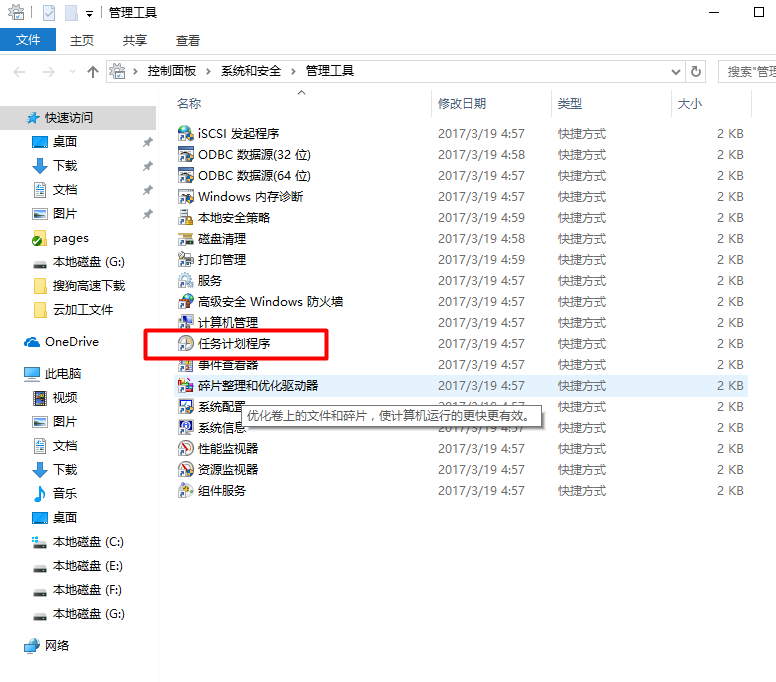 管理工具
文件 主页 共享 查看
控制面板 系统和安全 管理工具 搜索"管理
名称 修改日期 类型 大小
快速访问
桌面
下载
文档
图片
pages
本地磁盘 (G:)
搜狗高速下载
云加工文件
OneDrive
此电脑
视频
图片
文档
下载
音乐
桌面
本地磁盘 (C:)
本地磁盘 (E:)
本地磁盘 (F:)
本地磁盘 (G:)
网络
iSCSI 发起程序 2017/3/19 4:57 快捷方式 2 KB
ODBC 数据源(32 位) 2017/3/19 4:58 快捷方式 2 KB
ODBC 数据源(64 位) 2017/3/19 4:57 快捷方式 2 KB
Windows 内存诊断 2017/3/19 4:57 快捷方式 2 KB
本地安全策略 2017/3/19 4:59 快捷方式 2 KB
磁盘清理 2017/3/19 4:58 快捷方式 2 KB
打印管理 2017/3/19 4:59 快捷方式 2 KB
服务 2017/3/19 4:57 快捷方式 2 KB
高级安全 Windows 防火墙 2017/3/19 4:57 快捷方式 2 KB
计算机管理 2017/3/19 4:57 快捷方式 2 KB
任务计划程序 2017/3/19 4:57 快捷方式 2 KB
事件查看器 2017/3/19 4:57 快捷方式 2 KB
碎片整理和优化驱动器 2017/3/19 4:57 快捷方式 2 KB
系统配置 2017/3/19 4:57 快捷方式 2 KB
优化卷上的文件和碎片，使计算机运行的更快更有效。
系统信息 2017/3/19 4:57 快捷方式 2 KB
性能监视器 2017/3/19 4:57 快捷方式 2 KB
资源监视器 2017/3/19 4:57 快捷方式 2 KB
组件服务 2017/3/19 4:57 快捷方式 2 KB